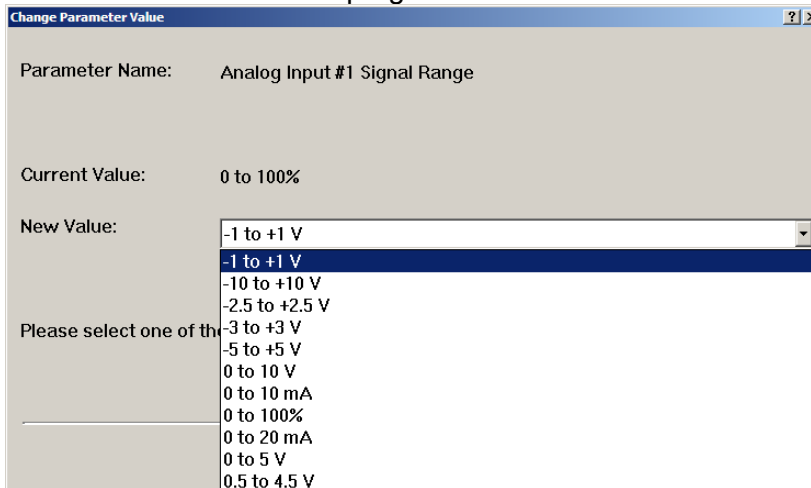 Change Parameter Value
Parameter Name: Analog Input #1 Signal Range
Current Value: 0 to 100%
New Value: -1 to +1 V
-1 to +1 V
-10 to +10 V
-2.5 to +2.5 V
-3 to +3 V
Please select one of the
-5 to +5 V
0 to 10 V
0 to 10 mA
0 to 100%
0 to 20 mA
0 to 5 V
0.5 to 4.5 V